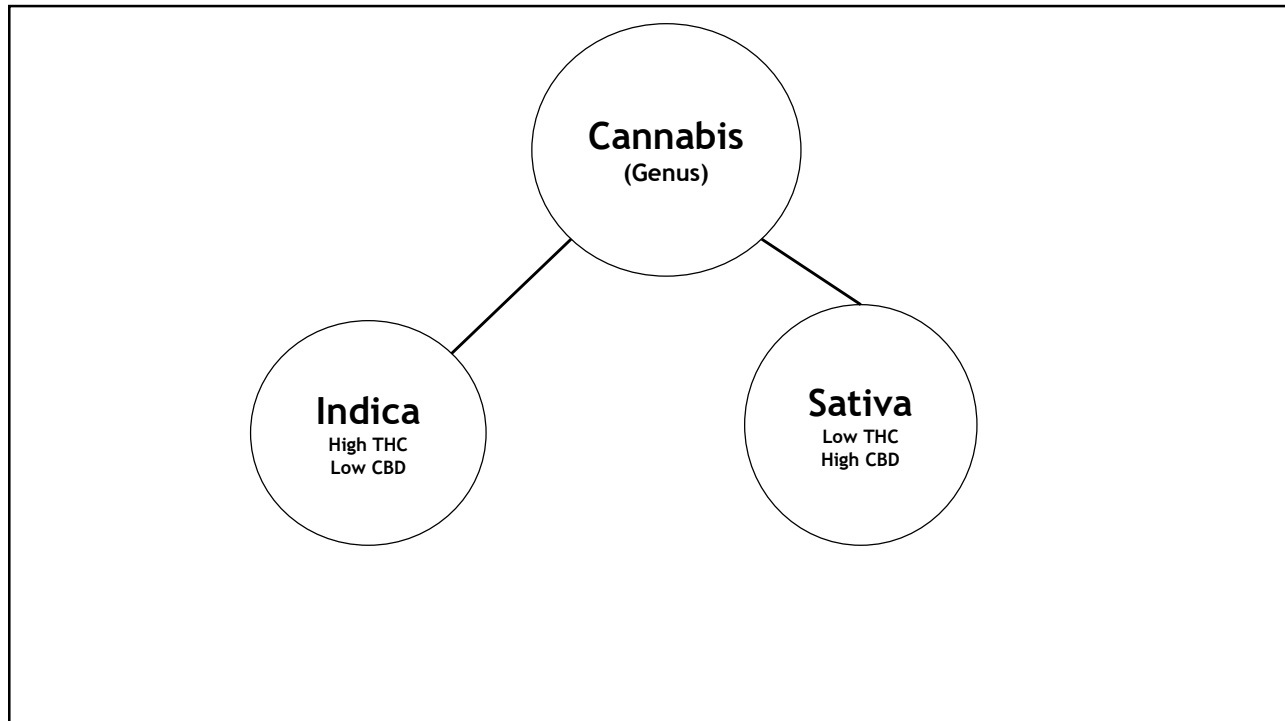 Cannabis
(Genus)
Indica
High THC
Low CBD
Sativa
Low THC
High CBD